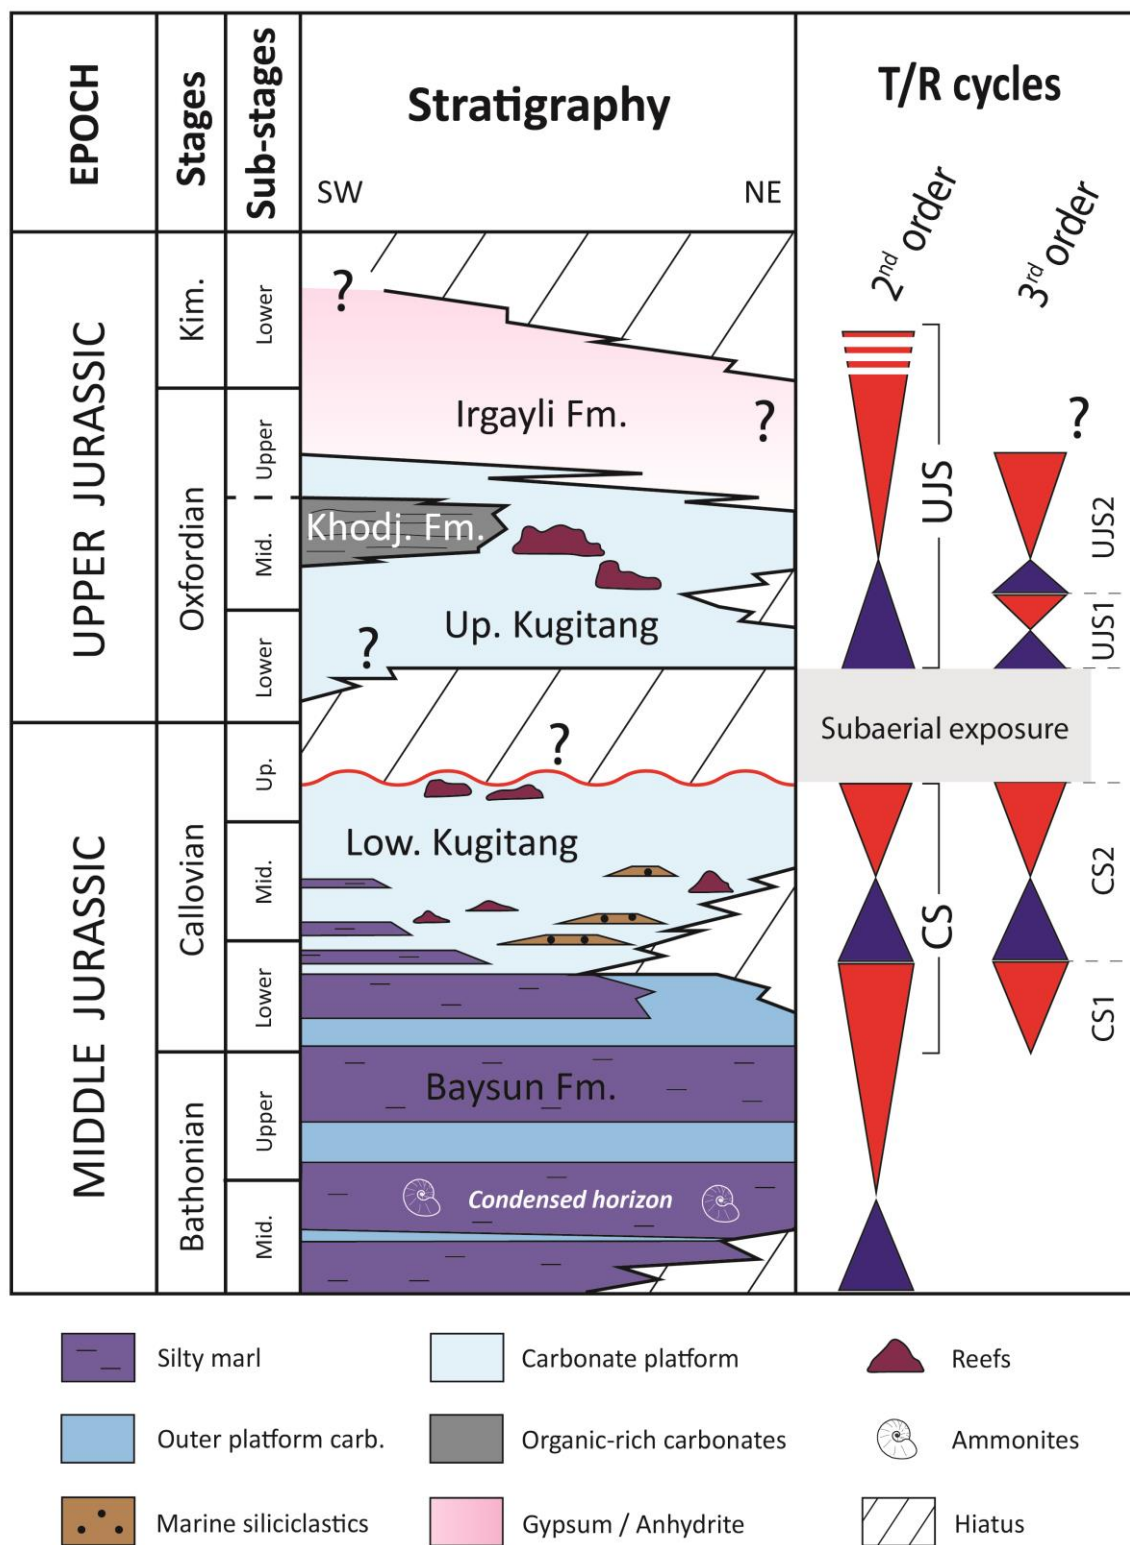 EPOCH
Stages
Sub-stages
Stratigraphy
SW
NE
T/R cycles
2nd order
3rd order
UPPER JURASSIC
MIDDLE JURASSIC
Kim.
Oxfordian
Callovian
Bathonian
Lower
Upper
Mid.
Lower
Up.
Mid.
Lower
Upper
Mid.
?
Irgayli Fm.
?
Khodj. Fm.
Up. Kugitang
?
?
Low. Kugitang
Baysun Fm.
Condensed horizon
UJS
?
UJS2
UJS1
Subaerial exposure
CS
CS2
CS1
Silty marl
Carbonate platform
Reefs
Outer platform carb.
Organic-rich carbonates
Ammonites
Marine siliciclastics
Gypsum / Anhydrite
Hiatus